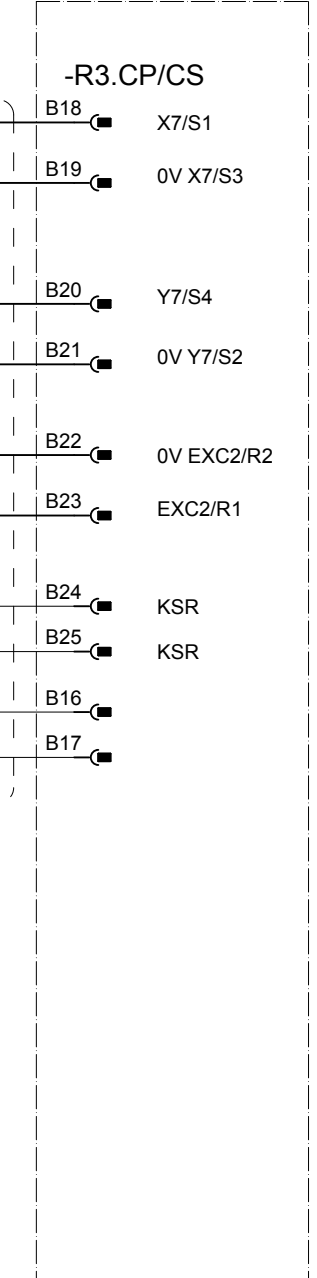 -R3.CP/CS
B18 X7/S1
B19 0V X7/S3
B20 Y7/S4
B21 0V Y7/S2
B22 0V EXC2/R2
B23 EXC2/R1
B24 KSR
B25 KSR
B16
B17